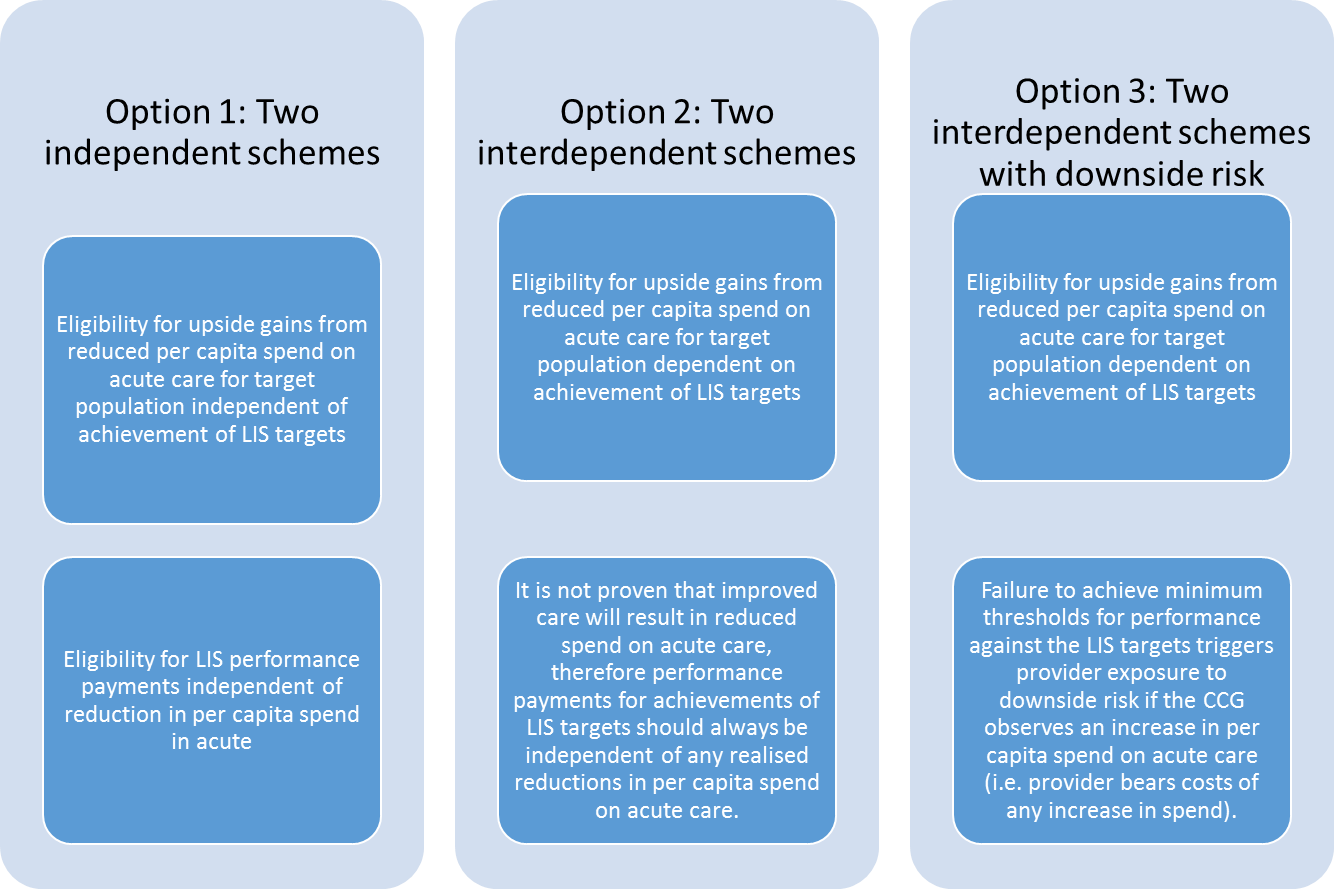 Option 1: Two
independent schemes
Eligibility for upside gains from
reduced per capita spend on
acute care for target
population independent of
achievement of LIS targets
Eligibility for LIS performance
payments independent of
reduction in per capita spend
in acute
Option 2: Two
interdependent schemes
Eligibility for upside gains from
reduced per capita spend on
acute care for target
population dependent on
achievement of LIS targets
It is not proven that improved
care will result in reduced
spend on acute care,
therefore performance
payments for achievements of
LIS targets should always be
independent of any realised
reductions in per capita spend
on acute care.
Option 3: Two
interdependent schemes
with downside risk
Eligibility for upside gains from
reduced per capita spend on
acute care for target
population dependent on
achievement of LIS targets
Failure to achieve minimum
thresholds for performance
against the LIS targets triggers
provider exposure to
downside risk if the CCG
observes an increase in per
capita spend on acute care
(i.e. provider bears costs of
any increase in spend).